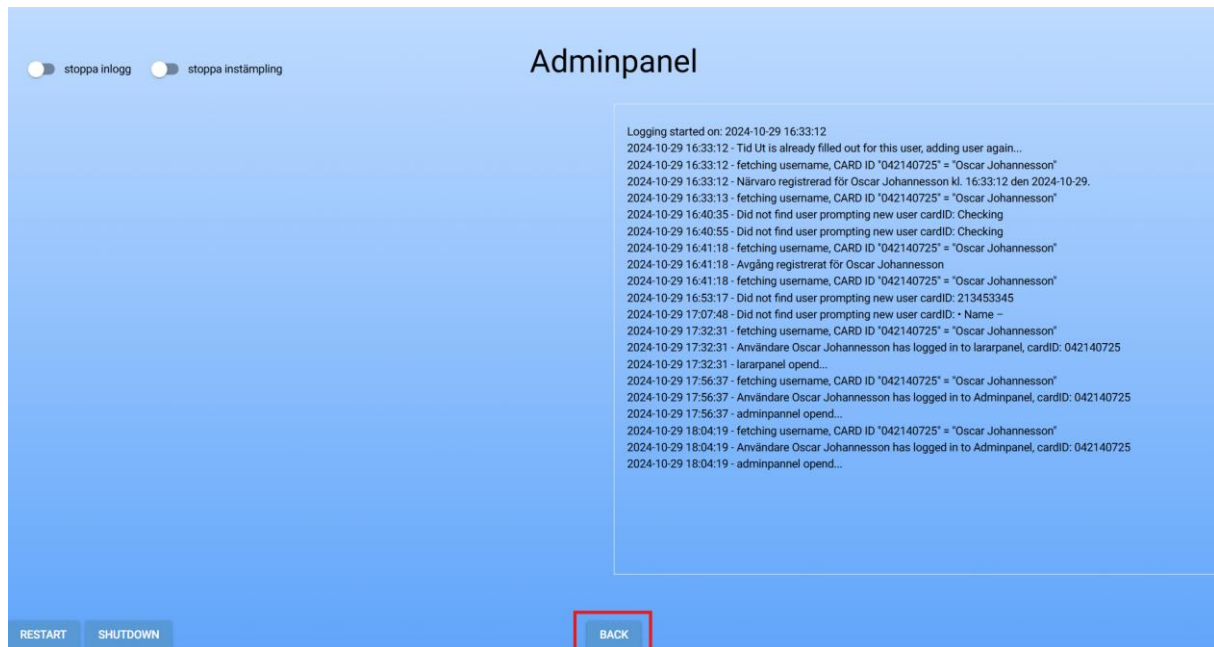 Adminpanel
stoppa inlogg
stoppa instämpling
Logging started on: 2024-10-29 16:33:12
2024-10-29 16:33:12 - Tid Ut is already filled out for this user, adding user again...
2024-10-29 16:33:12 - fetching username, CARD ID "042140725" = "Oscar Johannesson"
2024-10-29 16:33:12 - Närvaro registrerad för Oscar Johannesson kl. 16:33:12 den 2024-10-29.
2024-10-29 16:33:13 - fetching username, CARD ID "042140725" = "Oscar Johannesson"
2024-10-29 16:40:35 - Did not find user prompting new user cardID: Checking
2024-10-29 16:40:55 - Did not find user prompting new user cardID: Checking
2024-10-29 16:41:18 - fetching username, CARD ID "042140725" = "Oscar Johannesson"
2024-10-29 16:41:18 - Avgång registrerat för Oscar Johannesson
2024-10-29 16:41:18 - fetching username, CARD ID "042140725" = "Oscar Johannesson"
2024-10-29 16:53:17 - Did not find user prompting new user cardID: 213453345
2024-10-29 17:07:48 - Did not find user prompting new user cardID: • Name –
2024-10-29 17:32:31 - fetching username, CARD ID "042140725" = "Oscar Johannesson"
2024-10-29 17:32:31 - Användare Oscar Johannesson has logged in to lararpanel, cardID: 042140725
2024-10-29 17:32:31 - lararpanel opend...
2024-10-29 17:56:37 - fetching username, CARD ID "042140725" = "Oscar Johannesson"
2024-10-29 17:56:37 - Användare Oscar Johannesson has logged in to Adminpanel, cardID: 042140725
2024-10-29 17:56:37 - adminpannel opend...
2024-10-29 18:04:19 - fetching username, CARD ID "042140725" = "Oscar Johannesson"
2024-10-29 18:04:19 - Användare Oscar Johannesson has logged in to Adminpanel, cardID: 042140725
2024-10-29 18:04:19 - adminpannel opend...
RESTART
SHUTDOWN
BACK